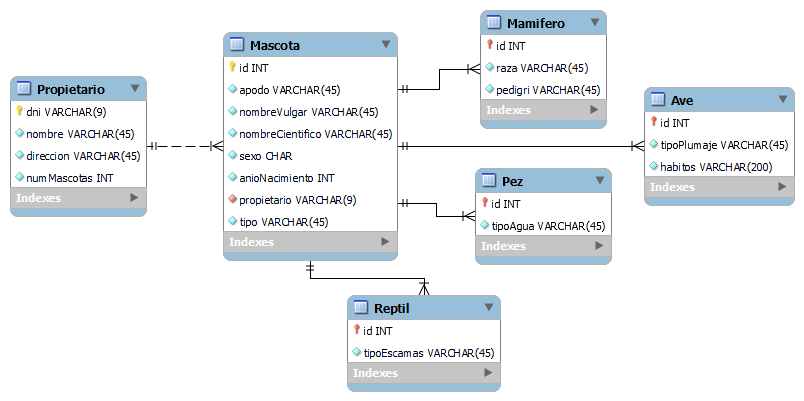 Propietario
dni VARCHAR(9)
nombre VARCHAR(45)
direccion VARCHAR(45)
numMascotas INT
Indexes
Mascota
id INT
apodo VARCHAR(45)
nombreVulgar VARCHAR(45)
nombreCientifico VARCHAR(45)
sexo CHAR
anioNacimiento INT
propietario VARCHAR(9)
tipo VARCHAR(45)
Indexes
Mamifero
id INT
raza VARCHAR(45)
pedigri VARCHAR(45)
Indexes
Ave
id INT
tipoPlumaje VARCHAR(45)
habitos VARCHAR(200)
Indexes
Pez
id INT
tipoAgua VARCHAR(45)
Indexes
Reptil
id INT
tipoEscamas VARCHAR(45)
Indexes